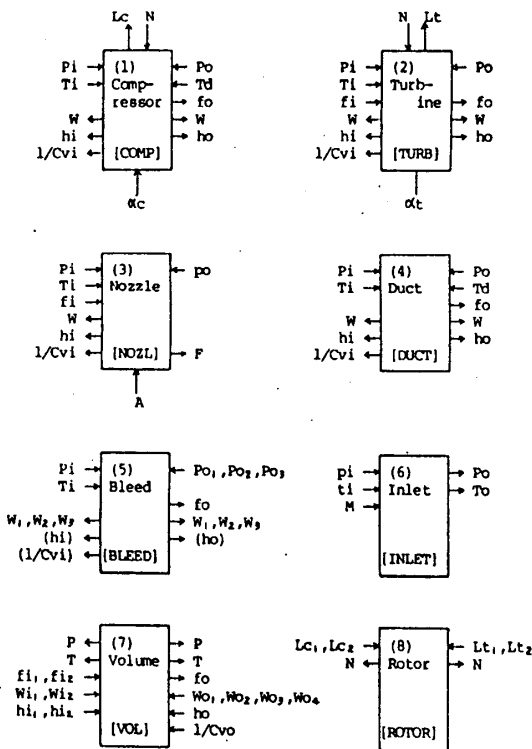 Lc N
N Lt
Pi (1) Po
Ti Comp- Td
ressor fo
W W
hi ho
1/Cvi [COMP]
αc
Pi (2) Po
Ti Turb-
fi ine fo
W W
hi ho
1/Cvi [TURB]
αt
Pi (3) po
Ti Nozzle
fi
W
hi
1/Cvi [NOZL] F
A
Pi (4) Po
Ti Duct Td
fo
W W
hi ho
1/Cvi [DUCT]
Pi (5) Po₁,Po₂,Po₃
Ti Bleed
fo
W₁,W₂,W₃ W₁,W₂,W₃
(hi) (ho)
(1/Cvi) [BLEED]
pi (6) Po
ti Inlet To
M
[INLET]
P (7) P
T Volume T
fi₁,fi₂ fo
Wi₁,Wi₂ Wo₁,Wo₂,Wo₃,Wo₄
hi₁,hi₂ ho
[VOL] 1/Cvo
Lc₁,Lc₂ (8) Lt₁,Lt₂
N Rotor N
[ROTOR]